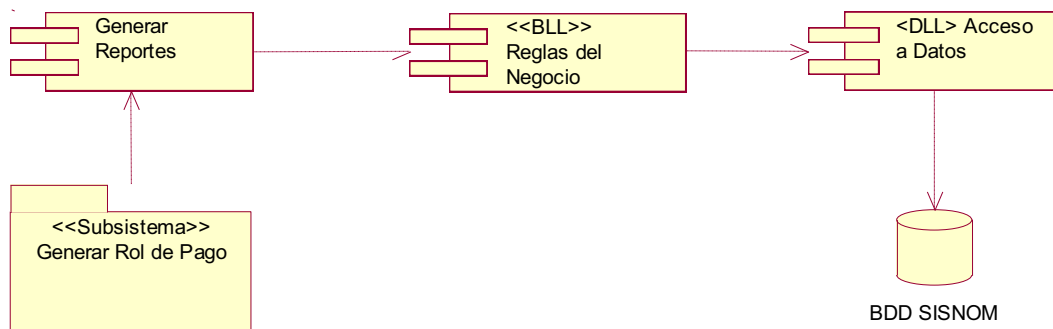 Generar
Reportes
<<BLL>>
Reglas del
Negocio
<DLL> Acceso
a Datos
<<Subsistema>>
Generar Rol de Pago
BDD SISNOM